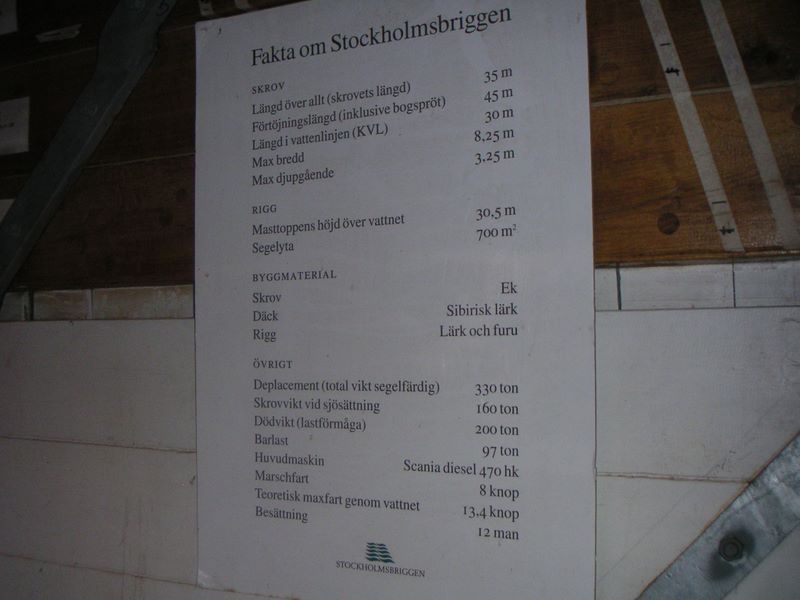 Fakta om Stockholmsbriggen
SKROV
Längd över allt (skrovets längd) 35 m
Förtöjningslängd (inklusive bogspröt) 45 m
Längd i vattenlinjen (KVL) 30 m
Max bredd 8,25 m
Max djupgående 3,25 m
RIGG
Masttoppens höjd över vattnet 30,5 m
Segelyta 700 m²
BYGGMATERIAL
Skrov Ek
Däck Sibirisk lärk
Rigg Lärk och furu
ÖVRIGT
Deplacement (total vikt segelfärdig) 330 ton
Skrovvikt vid sjösättning 160 ton
Dödvikt (lastförmåga) 200 ton
Barlast 97 ton
Huvudmaskin Scania diesel 470 hk
Marschfart 8 knop
Teoretisk maxfart genom vattnet 13,4 knop
Besättning 12 man
STOCKHOLMSBRIGGEN